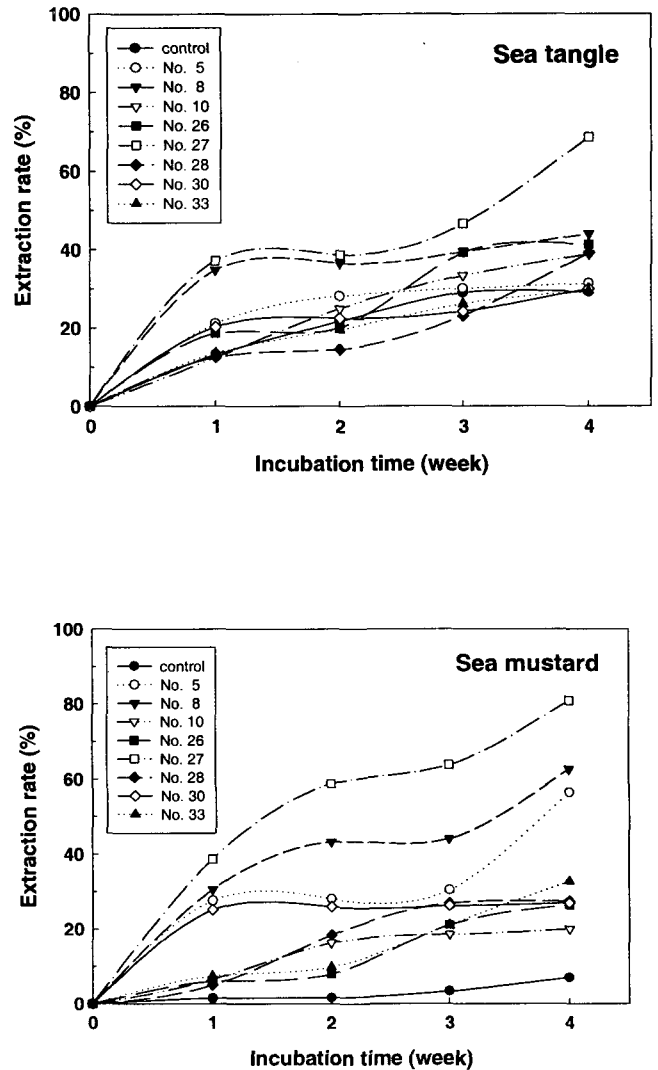 Sea tangle
control
No. 5
No. 8
No. 10
No. 26
No. 27
No. 28
No. 30
No. 33
100
80
60
40
20
0
Extraction rate (%)
0 1 2 3 4
Incubation time (week)
Sea mustard
control
No. 5
No. 8
No. 10
No. 26
No. 27
No. 28
No. 30
No. 33
100
80
60
40
20
0
Extraction rate (%)
0 1 2 3 4
Incubation time (week)